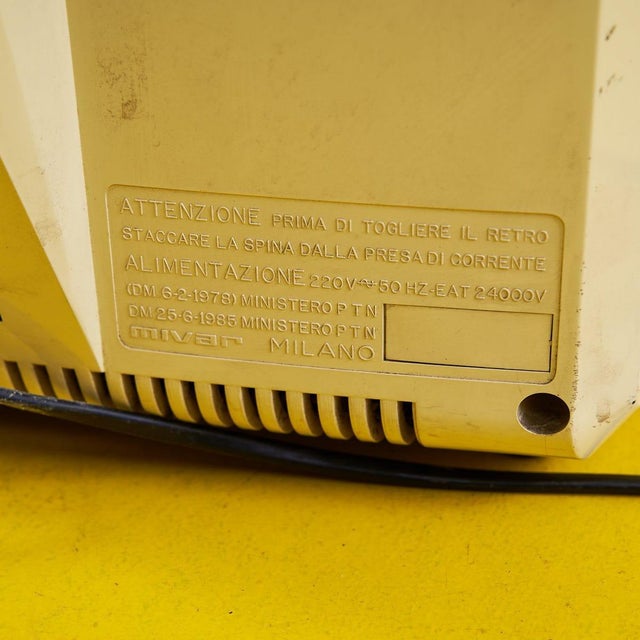 ATTENZIONE PRIMA DI TOGLIERE IL RETRO
STACCARE LA SPINA DALLA PRESA DI CORRENTE
ALIMENTAZIONE 220V~50 HZ-EAT 24000V
(DM 6-2-1978) MINISTERO P T N
DM 25-6-1985 MINISTERO P T N
mivar MILANO